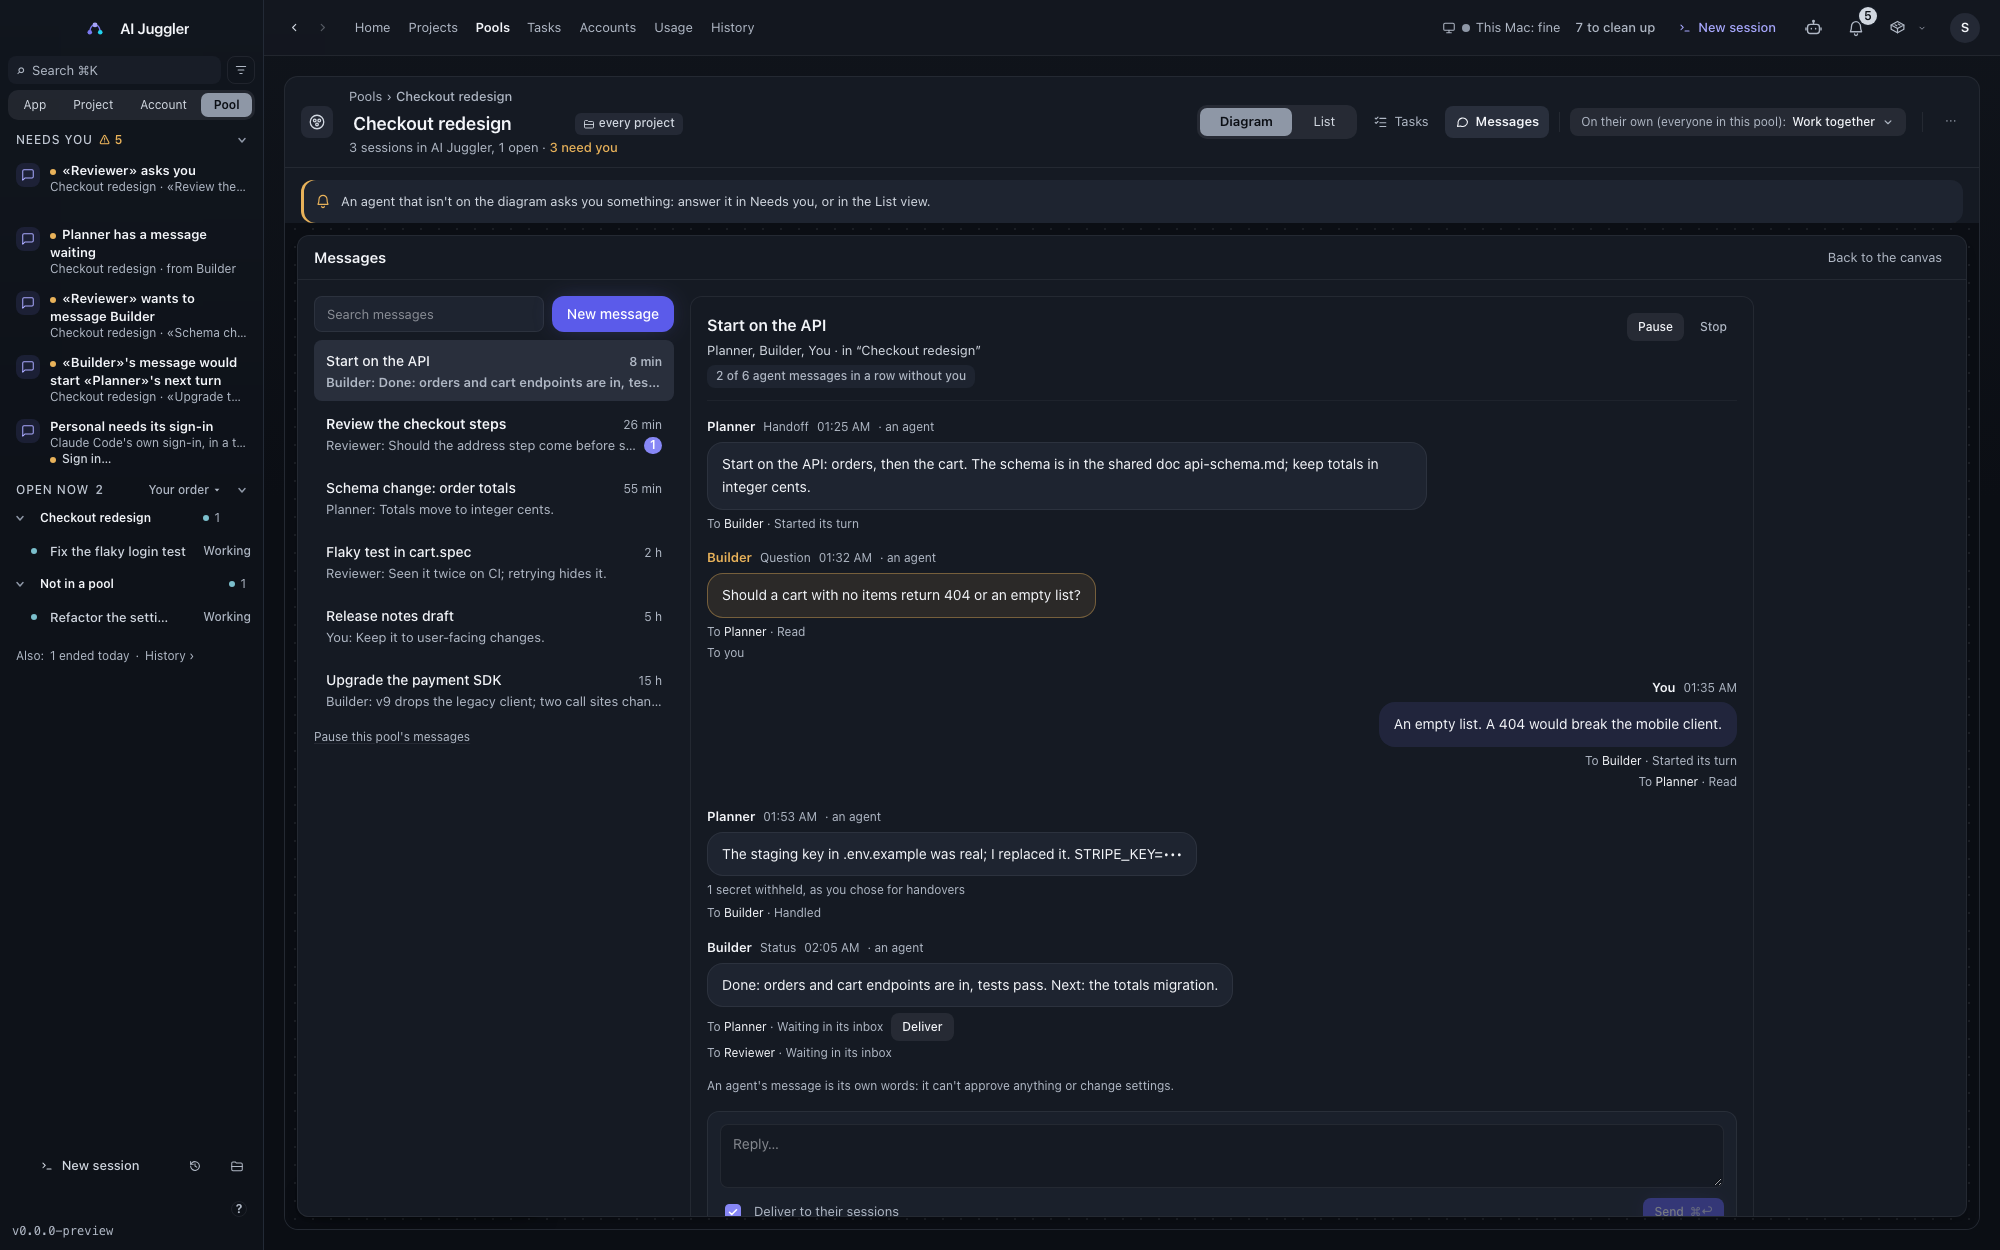 AI Juggler
Search ⌘K
App Project Account Pool
NEEDS YOU 5
«Reviewer» asks you
Checkout redesign · «Review the…
Planner has a message
waiting
Checkout redesign · from Builder
«Reviewer» wants to
message Builder
Checkout redesign · «Schema ch…
«Builder»'s message would
start «Planner»'s next turn
Checkout redesign · «Upgrade t…
Personal needs its sign-in
Claude Code's own sign-in, in a t…
Sign in…
OPEN NOW 2 Your order
Checkout redesign 1
Fix the flaky login test Working
Not in a pool 1
Refactor the setti… Working
Also: 1 ended today · History ›
New session
?
v0.0.0-preview
Home Projects Pools Tasks Accounts Usage History
This Mac: fine 7 to clean up New session 5 S
Pools › Checkout redesign
Checkout redesign every project
3 sessions in AI Juggler, 1 open · 3 need you
Diagram List Tasks Messages On their own (everyone in this pool): Work together ···
An agent that isn't on the diagram asks you something: answer it in Needs you, or in the List view.
Messages Back to the canvas
Search messages New message
Start on the API 8 min
Builder: Done: orders and cart endpoints are in, tes…
Review the checkout steps 26 min
Reviewer: Should the address step come before s… 1
Schema change: order totals 55 min
Planner: Totals move to integer cents.
Flaky test in cart.spec 2 h
Reviewer: Seen it twice on CI; retrying hides it.
Release notes draft 5 h
You: Keep it to user-facing changes.
Upgrade the payment SDK 15 h
Builder: v9 drops the legacy client; two call sites chan…
Pause this pool's messages
Start on the API Pause Stop
Planner, Builder, You · in “Checkout redesign”
2 of 6 agent messages in a row without you
Planner Handoff 01:25 AM · an agent
Start on the API: orders, then the cart. The schema is in the shared doc api-schema.md; keep totals in
integer cents.
To Builder · Started its turn
Builder Question 01:32 AM · an agent
Should a cart with no items return 404 or an empty list?
To Planner · Read
To you
You 01:35 AM
An empty list. A 404 would break the mobile client.
To Builder · Started its turn
To Planner · Read
Planner 01:53 AM · an agent
The staging key in .env.example was real; I replaced it. STRIPE_KEY=•••
1 secret withheld, as you chose for handovers
To Builder · Handled
Builder Status 02:05 AM · an agent
Done: orders and cart endpoints are in, tests pass. Next: the totals migration.
To Planner · Waiting in its inbox Deliver
To Reviewer · Waiting in its inbox
An agent's message is its own words: it can't approve anything or change settings.
Reply…
Deliver to their sessions Send ⌘↵